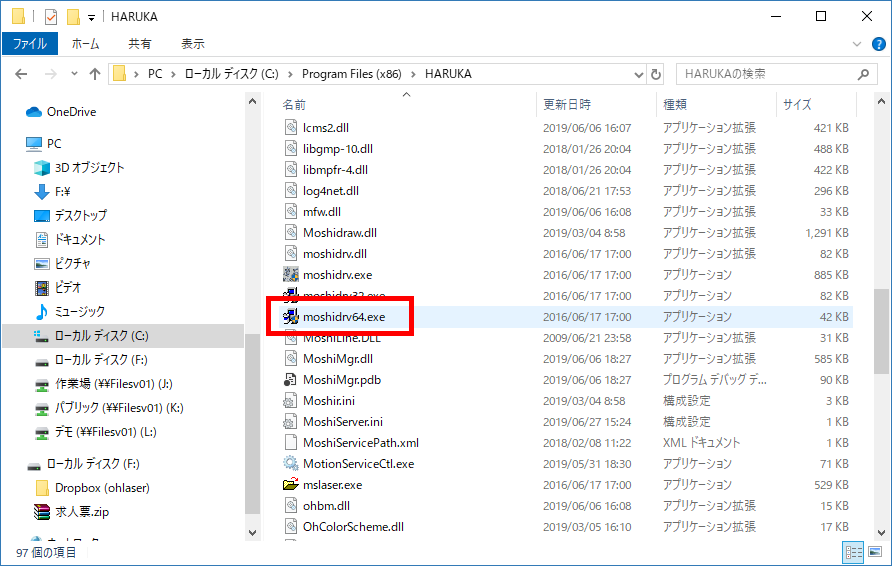 HARUKA
ファイル ホーム 共有 表示
PC › ローカル ディスク (C:) › Program Files (x86) › HARUKA HARUKAの検索
OneDrive
PC
3D オブジェクト
F:¥
デスクトップ
ドキュメント
ピクチャ
ビデオ
ミュージック
ローカル ディスク (C:)
ローカル ディスク (F:)
作業場 (¥¥Filesv01) (J:)
パブリック (¥¥Filesv01) (K:)
デモ (¥¥Filesv01) (L:)
ローカル ディスク (F:)
Dropbox (ohlaser)
求人票.zip
名前 更新日時 種類 サイズ
lcms2.dll 2019/06/06 16:07 アプリケーション拡張 421 KB
libgmp-10.dll 2018/01/26 20:04 アプリケーション拡張 488 KB
libmpfr-4.dll 2018/01/26 20:04 アプリケーション拡張 422 KB
log4net.dll 2018/06/21 17:53 アプリケーション拡張 296 KB
mfw.dll 2019/06/06 16:08 アプリケーション拡張 33 KB
Moshidraw.dll 2019/03/04 8:58 アプリケーション拡張 1,291 KB
moshidrv.dll 2016/06/17 17:00 アプリケーション拡張 82 KB
moshidrv.exe 2016/06/17 17:00 アプリケーション 885 KB
moshidrv32.exe 2016/06/17 17:00 アプリケーション 82 KB
moshidrv64.exe 2016/06/17 17:00 アプリケーション 42 KB
MoshiLine.DLL 2009/06/21 23:58 アプリケーション拡張 31 KB
MoshiMgr.dll 2019/06/06 18:27 アプリケーション拡張 585 KB
MoshiMgr.pdb 2019/06/06 18:27 プログラム デバッグ デ... 90 KB
Moshir.ini 2019/03/04 8:58 構成設定 3 KB
MoshiServer.ini 2019/06/27 15:24 構成設定 1 KB
MoshiServicePath.xml 2018/02/08 11:22 XML ドキュメント 1 KB
MotionServiceCtl.exe 2019/05/31 18:30 アプリケーション 71 KB
mslaser.exe 2016/06/17 17:00 アプリケーション 529 KB
ohbm.dll 2019/06/06 16:08 アプリケーション拡張 15 KB
OhColorScheme.dll 2019/03/05 16:10 アプリケーション拡張 17 KB
97 個の項目